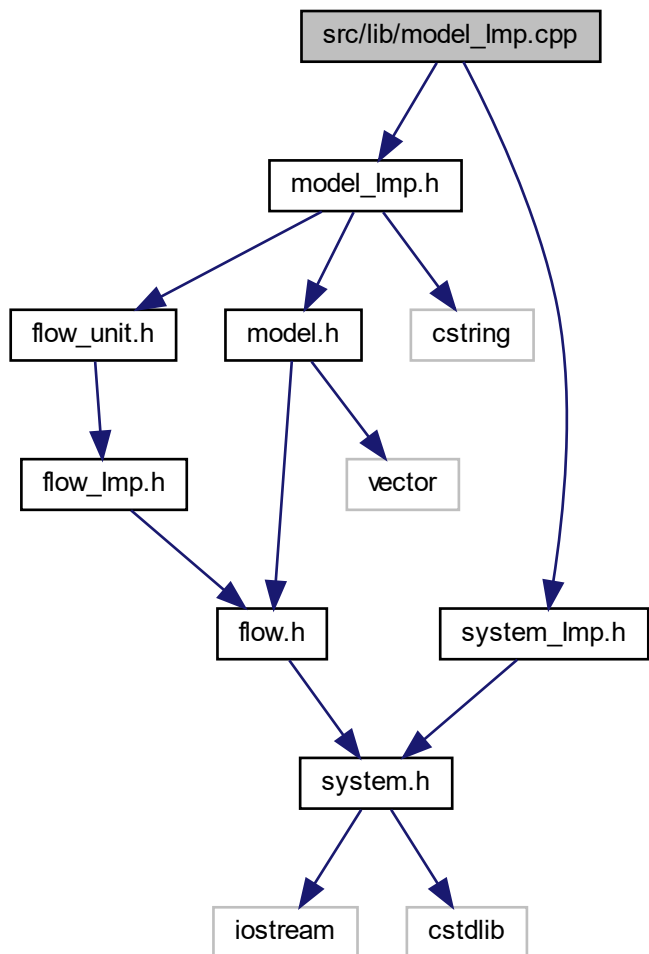 src/lib/model_Imp.cpp
model_Imp.h
flow_unit.h
model.h
cstring
flow_Imp.h
vector
flow.h
system_Imp.h
system.h
iostream
cstdlib